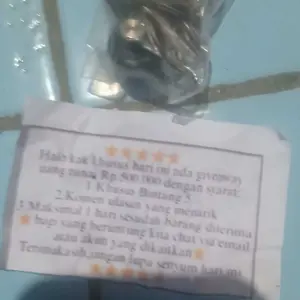 Halo kak khusus hari ini ada giveaway
uang tunai Rp 500.000 dengan syarat:
1. Khusus Bintang 5
2.Komen ulasan yang menarik
3.Maksimal 1 hari sesudah barang diterima
bagi yang beruntung kita chat via email
atau akun yang dikaitkan
Terimakasih,jangan lupa senyum hari ini